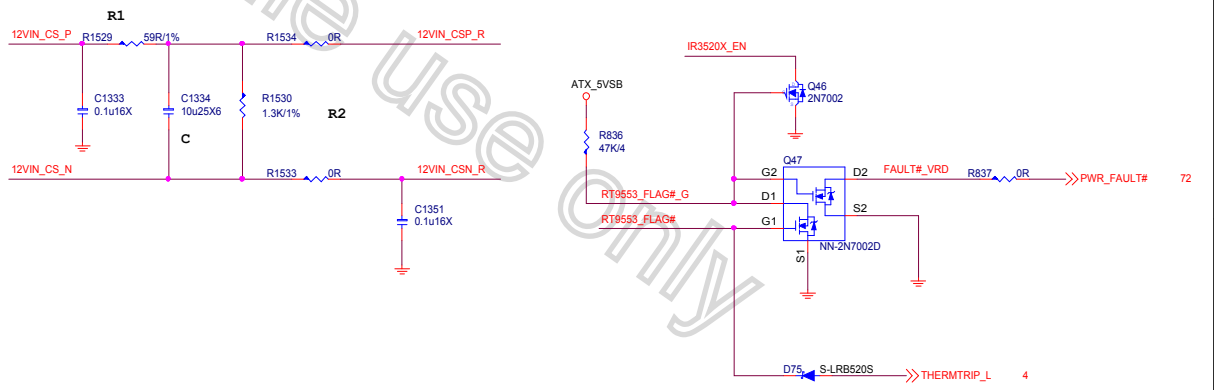 R1
12VIN_CS_P
R1529
59R/1%
R1534
0R
12VIN_CSP_R
C1333
0.1u16X
C1334
10u25X6
C
R1530
1.3K/1%
R2
12VIN_CS_N
R1533
0R
12VIN_CSN_R
C1351
0.1u16X
IR3520X_EN
Q46
2N7002
ATX_5VSB
R836
47K/4
Q47
G2
D2
FAULT#_VRD
R837
0R
PWR_FAULT#
72
RT9553_FLAG#_G
D1
S2
RT9553_FLAG#
G1
NN-2N7002D
S1
D75
S-LRB520S
THERMTRIP_L
4
use only